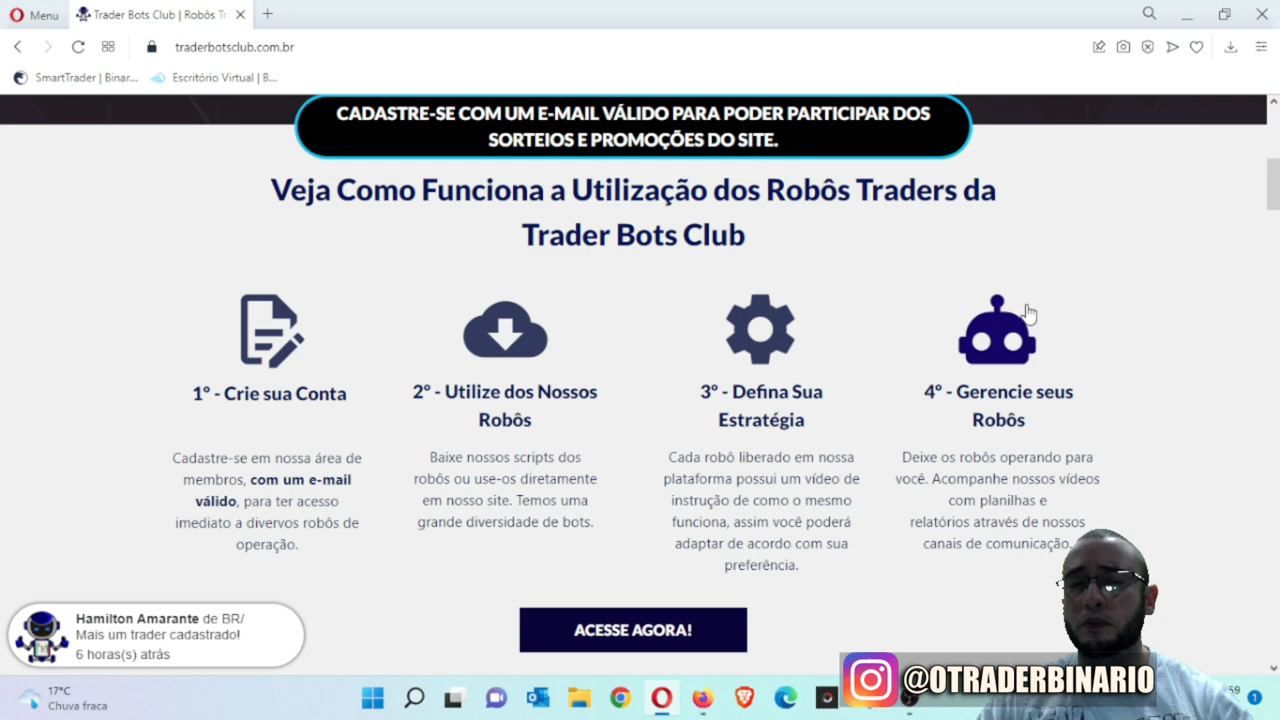 Menu
Trader Bots Club | Robôs Tr
traderbotsclub.com.br
SmartTrader | Binar...
Escritório Virtual | B...
CADASTRE-SE COM UM E-MAIL VÁLIDO PARA PODER PARTICIPAR DOS
SORTEIOS E PROMOÇÕES DO SITE.
Veja Como Funciona a Utilização dos Robôs Traders da
Trader Bots Club
1º - Crie sua Conta
Cadastre-se em nossa área de
membros, com um e-mail
válido, para ter acesso
imediato a divervos robôs de
operação.
2º - Utilize dos Nossos
Robôs
Baixe nossos scripts dos
robôs ou use-os diretamente
em nosso site. Temos uma
grande diversidade de bots.
3º - Defina Sua
Estratégia
Cada robô liberado em nossa
plataforma possui um vídeo de
instrução de como o mesmo
funciona, assim você poderá
adaptar de acordo com sua
preferência.
4º - Gerencie seus
Robôs
Deixe os robôs operando para
você. Acompanhe nossos vídeos
com planilhas e
relatórios através de nossos
canais de comunicação.
ACESSE AGORA!
Hamilton Amarante de BR/
Mais um trader cadastrado!
6 horas(s) atrás
@OTRADERBINARIO
17°C
Chuva fraca
59
1